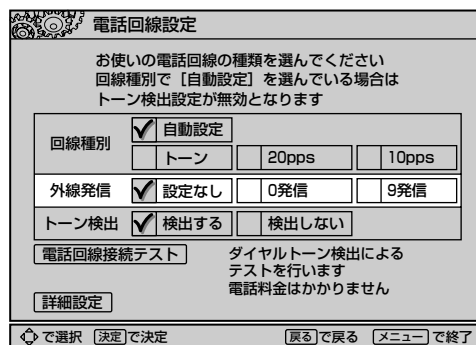 電話回線設定
お使いの電話回線の種類を選んでください
回線種別で［自動設定］を選んでいる場合は
トーン検出設定が無効となります
回線種別 自動設定
トーン 20pps 10pps
外線発信 設定なし 0発信 9発信
トーン検出 検出する 検出しない
電話回線接続テスト ダイヤルトーン検出による
テストを行います
電話料金はかかりません
詳細設定
で選択 決定 で決定 戻る で戻る メニュー で終了